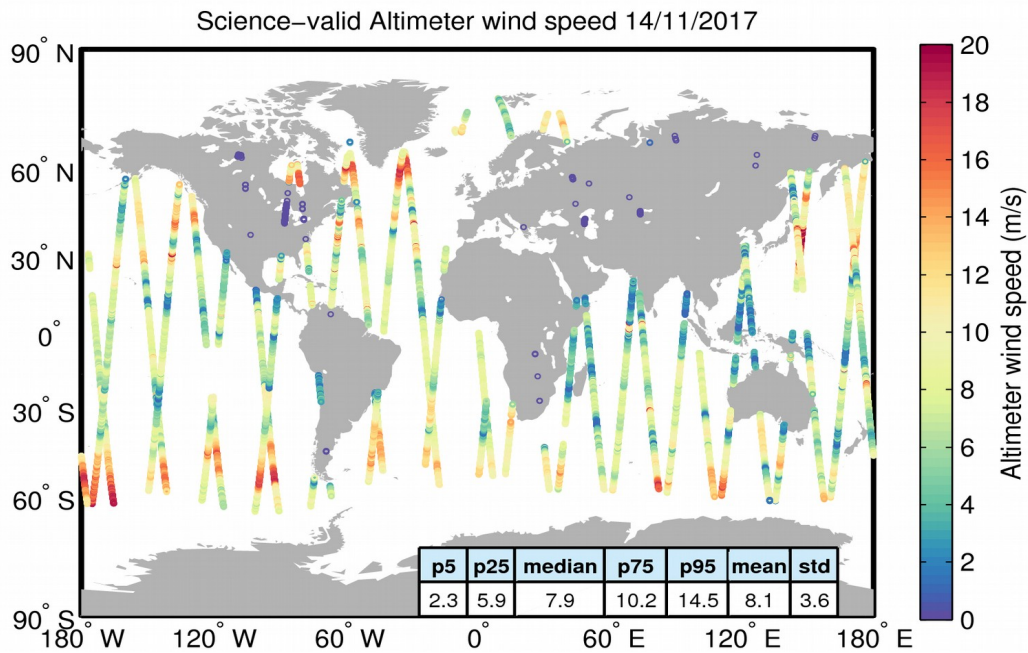 Science−valid Altimeter wind speed 14/11/2017
90° N
60° N
30° N
0°
30° S
60° S
90° S
180° W
120° W
60° W
0°
60° E
120° E
180° E
p5 p25 median p75 p95 mean std
2.3 5.9 7.9 10.2 14.5 8.1 3.6
20
18
16
14
12
10
8
6
4
2
0
Altimeter wind speed (m/s)